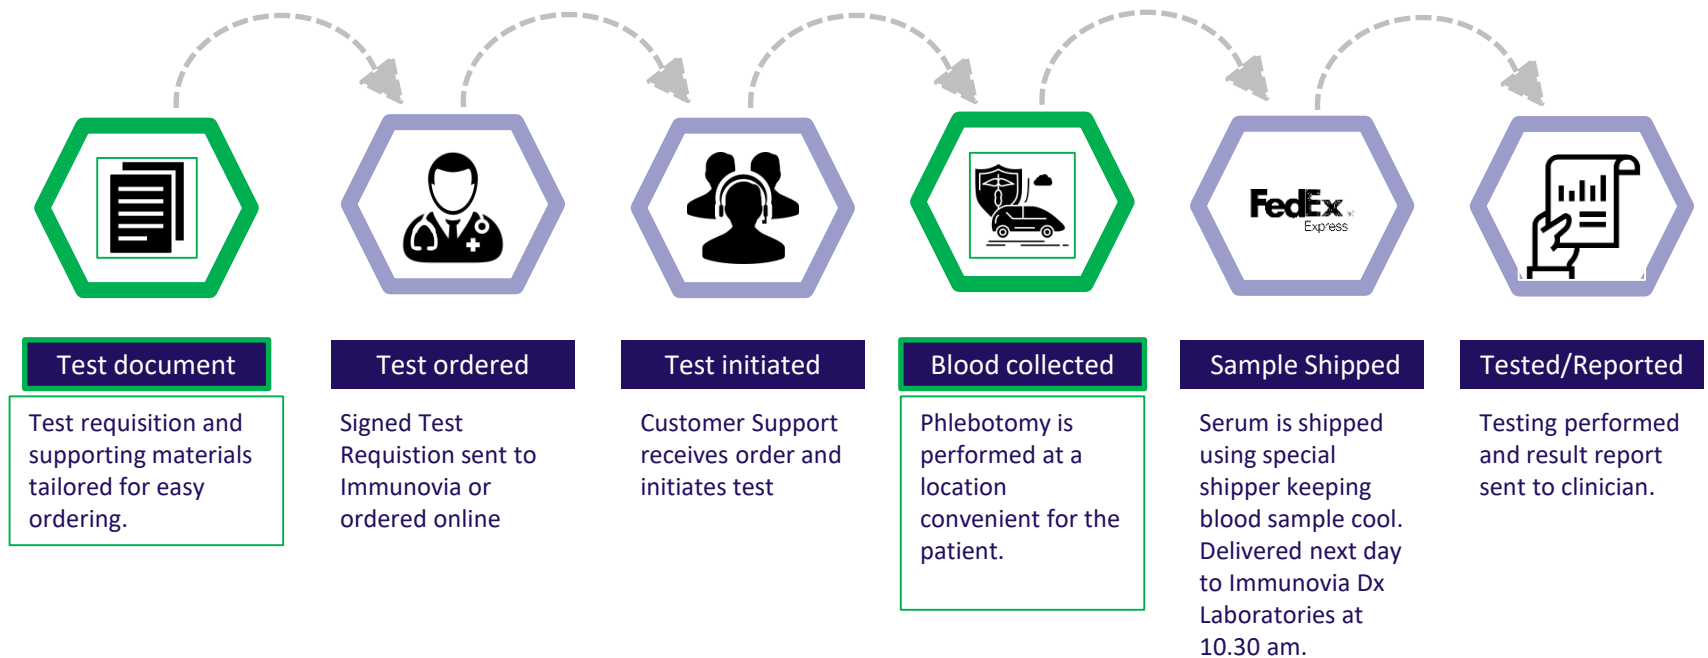 FedEx
Express
Test document
Test ordered
Test initiated
Blood collected
Sample Shipped
Tested/Reported
Test requisition and
supporting materials
tailored for easy
ordering.
Signed Test
Requistion sent to
Immunovia or
ordered online
Customer Support
receives order and
initiates test
Phlebotomy is
performed at a
location
convenient for the
patient.
Serum is shipped
using special
shipper keeping
blood sample cool.
Delivered next day
to Immunovia Dx
Laboratories at
10.30 am.
Testing performed
and result report
sent to clinician.